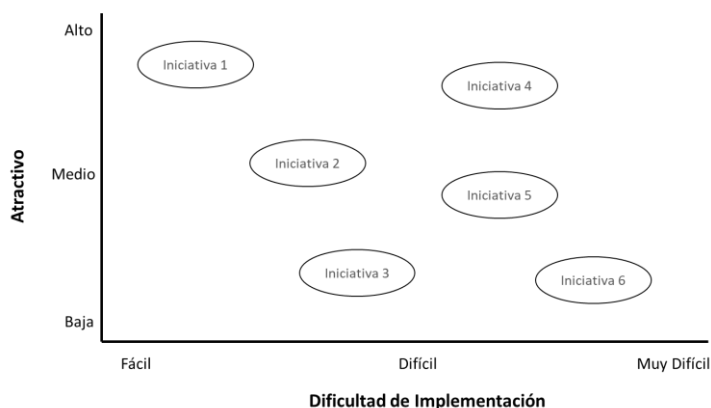 Alto
Iniciativa 1
Iniciativa 4
Iniciativa 2
Medio
Iniciativa 5
Atractivo
Iniciativa 3
Iniciativa 6
Baja
Fácil
Difícil
Muy Difícil
Dificultad de Implementación